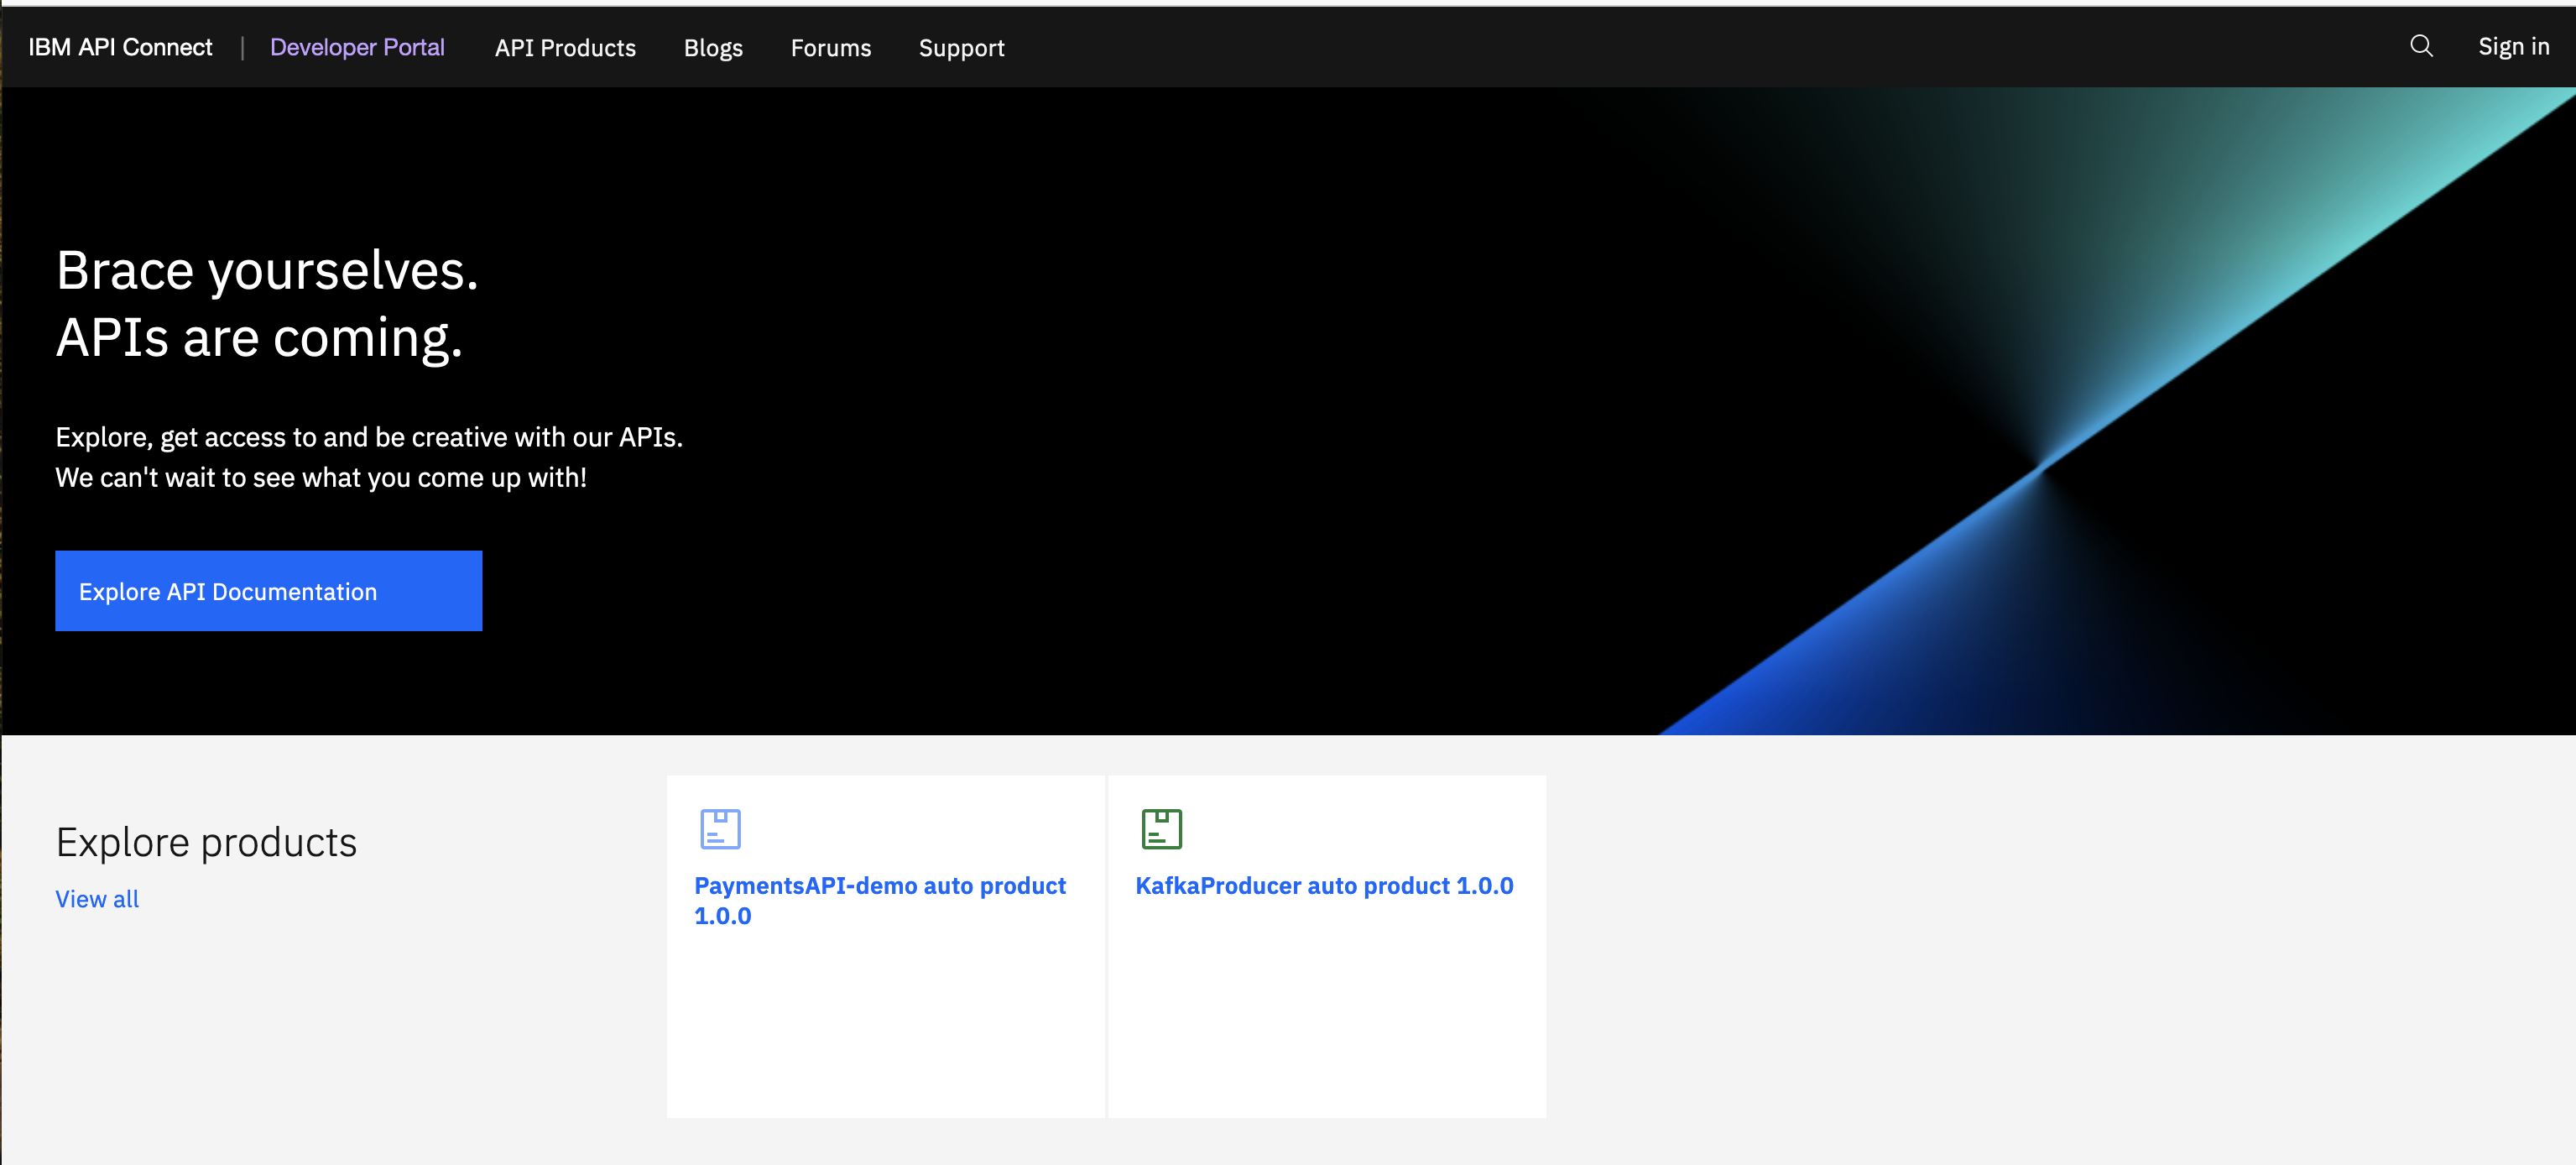 IBM API Connect | Developer Portal API Products Blogs Forums Support Sign in
Brace yourselves.
APIs are coming.
Explore, get access to and be creative with our APIs.
We can't wait to see what you come up with!
Explore API Documentation
Explore products
View all
PaymentsAPI-demo auto product
1.0.0
KafkaProducer auto product 1.0.0